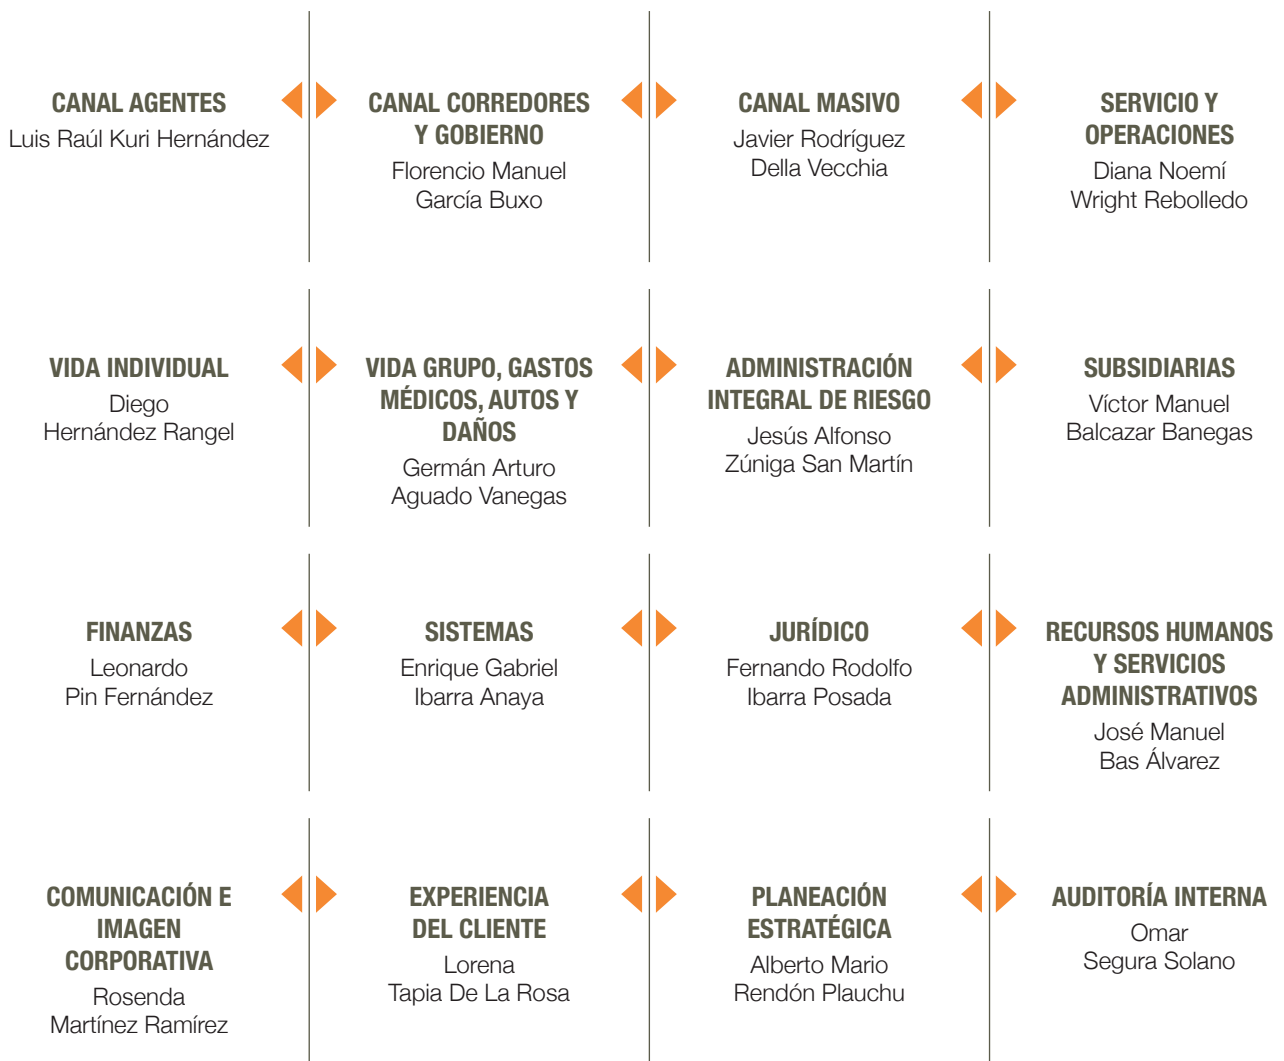 CANAL AGENTES
Luis Raúl Kuri Hernández
CANAL CORREDORES
Y GOBIERNO
Florencio Manuel
García Buxo
CANAL MASIVO
Javier Rodríguez
Della Vecchia
SERVICIO Y
OPERACIONES
Diana Noemí
Wright Rebolledo
VIDA INDIVIDUAL
Diego
Hernández Rangel
VIDA GRUPO, GASTOS
MÉDICOS, AUTOS Y
DAÑOS
Germán Arturo
Aguado Vanegas
ADMINISTRACIÓN
INTEGRAL DE RIESGO
Jesús Alfonso
Zúniga San Martín
SUBSIDIARIAS
Víctor Manuel
Balcazar Banegas
FINANZAS
Leonardo
Pin Fernández
SISTEMAS
Enrique Gabriel
Ibarra Anaya
JURÍDICO
Fernando Rodolfo
Ibarra Posada
RECURSOS HUMANOS
Y SERVICIOS
ADMINISTRATIVOS
José Manuel
Bas Álvarez
COMUNICACIÓN E
IMAGEN
CORPORATIVA
Rosenda
Martínez Ramírez
EXPERIENCIA
DEL CLIENTE
Lorena
Tapia De La Rosa
PLANEACIÓN
ESTRATÉGICA
Alberto Mario
Rendón Plauchu
AUDITORÍA INTERNA
Omar
Segura Solano